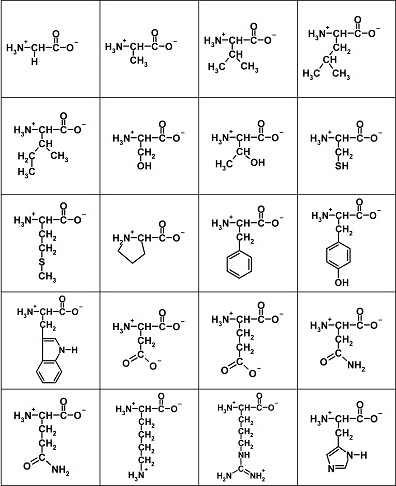 O
H₃N⁺-CH-C-O⁻
H
O
H₃N⁺-CH-C-O⁻
CH₃
O
H₃N⁺-CH-C-O⁻
CH
CH₃ CH₃
O
H₃N⁺-CH-C-O⁻
CH₂
CH-CH₃
CH₃
O
H₃N⁺-CH-C-O⁻
CH-CH₃
H₂C
H₃C
O
H₃N⁺-CH-C-O⁻
CH₂
OH
O
H₃N⁺-CH-C-O⁻
CH
H₃C OH
O
H₃N⁺-CH-C-O⁻
CH₂
SH
O
H₃N⁺-CH-C-O⁻
CH₂
CH₂
S
CH₃
O
H₂N⁺-CH-C-O⁻
O
H₃N⁺-CH-C-O⁻
CH₂
O
H₃N⁺-CH-C-O⁻
CH₂
OH
O
H₃N⁺-CH-C-O⁻
CH₂
N-H
O
H₃N⁺-CH-C-O⁻
CH₂
O=C
O⁻
O
H₃N⁺-CH-C-O⁻
CH₂
CH₂
O=C
O⁻
O
H₃N⁺-CH-C-O⁻
CH₂
O=C
NH₂
O
H₃N⁺-CH-C-O⁻
CH₂
CH₂
O=C
NH₂
O
H₃N⁺-CH-C-O⁻
CH₂
CH₂
CH₂
CH₂
H₃N⁺
O
H₃N⁺-CH-C-O⁻
CH₂
CH₂
CH₂
NH
C
NH₂ NH₂⁺
O
H₃N⁺-CH-C-O⁻
CH₂
N-H
N